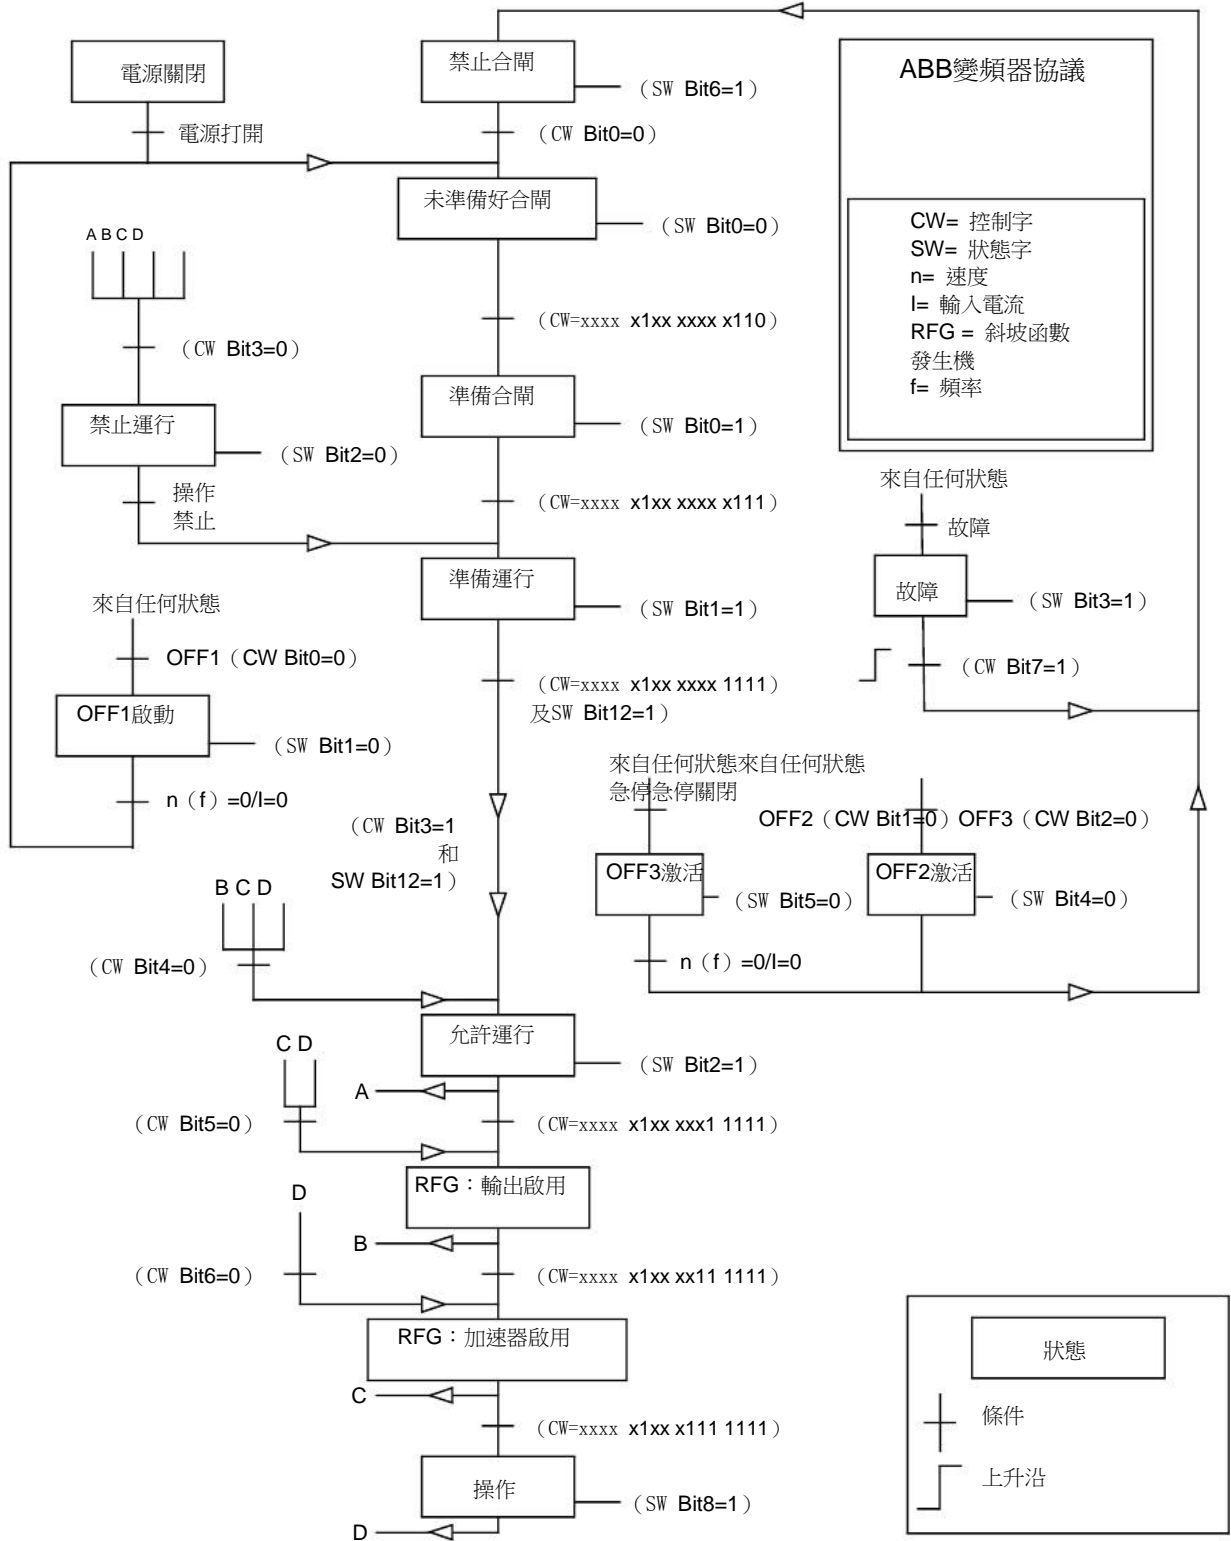 禁止合閘
(SW Bit6=1)
(CW Bit0=0)
電源關閉
電源打開
ABB變頻器協議
CW= 控制字
SW= 狀態字
n= 速度
I= 輸入電流
RFG = 斜坡函數
發生機
f= 頻率
未準備好合閘
(SW Bit0=0)
A B C D
(CW Bit3=0)
(CW=xxxx x1xx xxxx x110)
準備合閘
(SW Bit0=1)
禁止運行
(SW Bit2=0)
操作
禁止
(CW=xxxx x1xx xxxx x111)
準備運行
(SW Bit1=1)
來自任何狀態
故障
故障
(SW Bit3=1)
(CW Bit7=1)
來自任何狀態
OFF1(CW Bit0=0)
OFF1啟動
(SW Bit1=0)
n(f)=0/I=0
(CW=xxxx x1xx xxxx 1111)
及SW Bit12=1)
(CW Bit3=1
和
SW Bit12=1)
來自任何狀態來自任何狀態
急停急停關閉
OFF2(CW Bit1=0)OFF3(CW Bit2=0)
OFF3激活
(SW Bit5=0)
OFF2激活
(SW Bit4=0)
n(f)=0/I=0
B C D
(CW Bit4=0)
允許運行
(SW Bit2=1)
A
C D
(CW Bit5=0)
(CW=xxxx x1xx xxx1 1111)
RFG:輸出啟用
B
D
(CW Bit6=0)
(CW=xxxx x1xx xx11 1111)
RFG:加速器啟用
C
(CW=xxxx x1xx x111 1111)
操作
(SW Bit8=1)
D
狀態
條件
上升沿